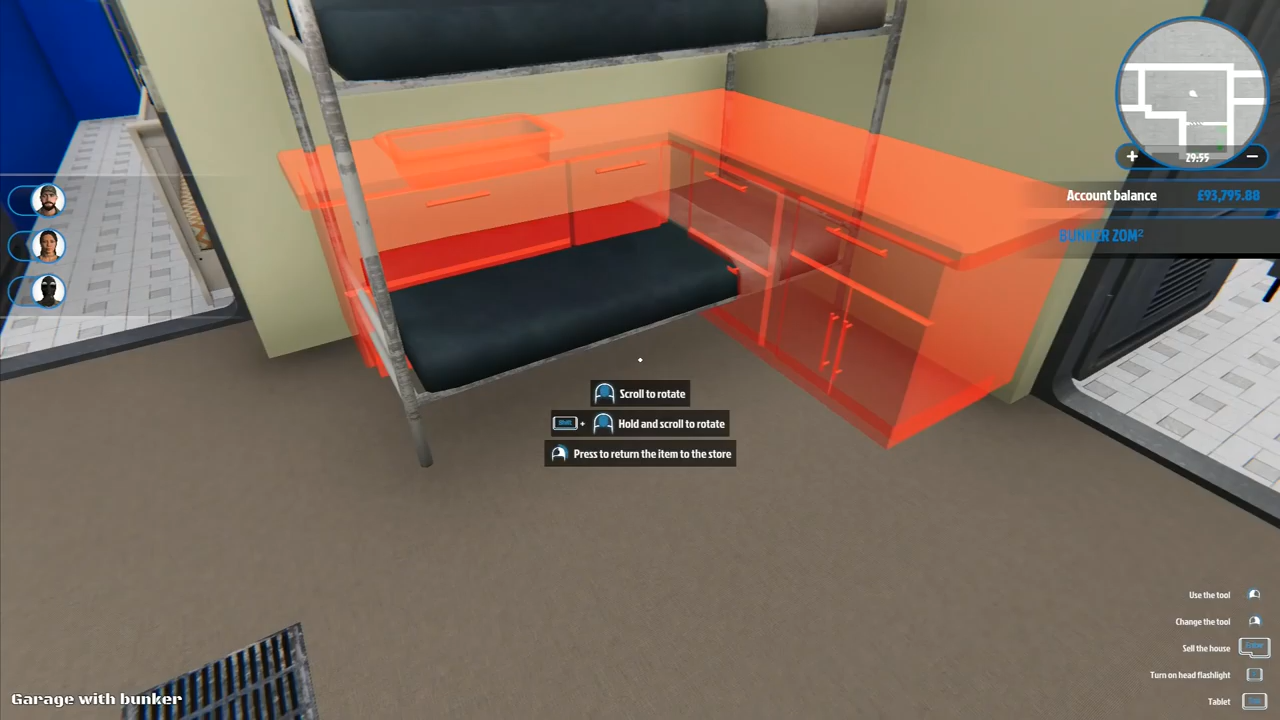 29:55
Account balance £93,795.88
BUNKER ZOM²
Scroll to rotate
Shift + Hold and scroll to rotate
Press to return the item to the store
Use the tool
Change the tool
Sell the house
Turn on head flashlight
Tablet
Garage with bunker